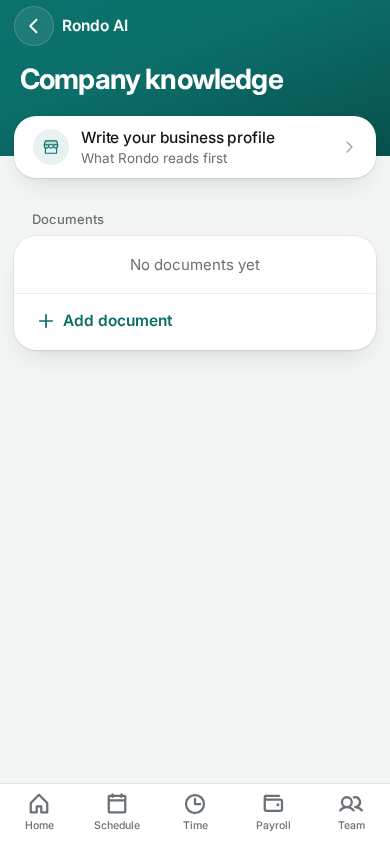 Rondo AI
Company knowledge
Write your business profile
What Rondo reads first
Documents
No documents yet
Add document
Home
Schedule
Time
Payroll
Team